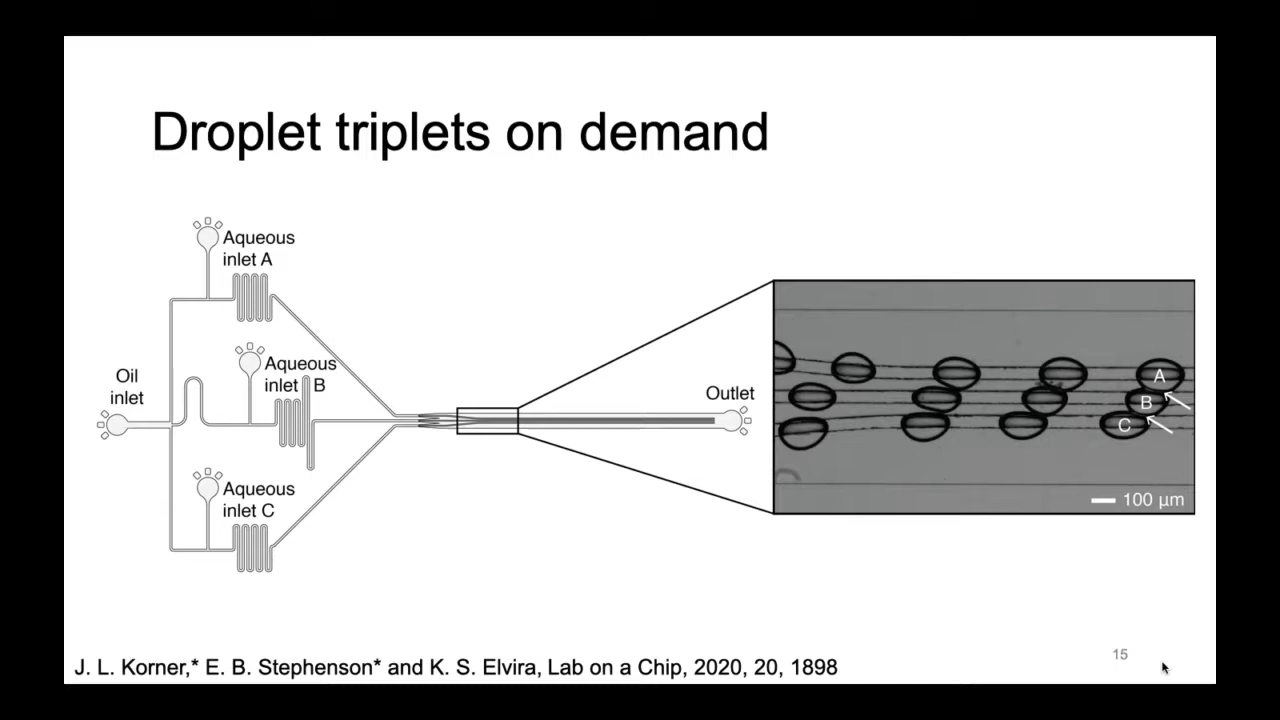 Droplet triplets on demand
Aqueous
inlet A
Aqueous
inlet B
Oil
inlet
Outlet
Aqueous
inlet C
A
B
C
100 µm
15
J. L. Korner,* E. B. Stephenson* and K. S. Elvira, Lab on a Chip, 2020, 20, 1898